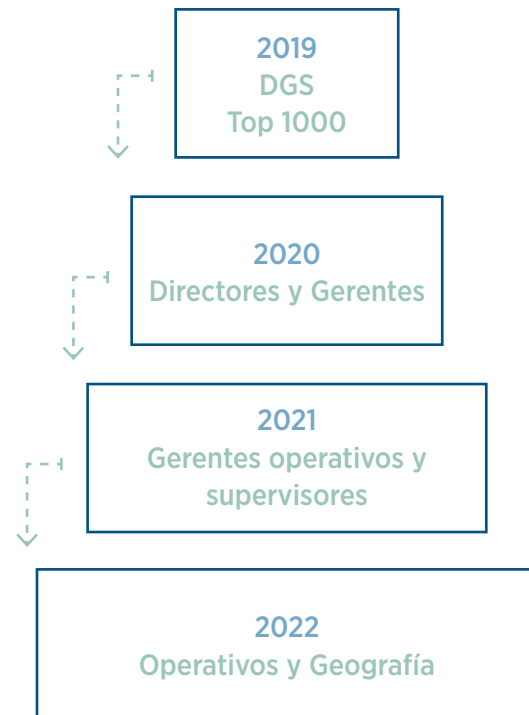 2019
DGS
Top 1000
2020
Directores y Gerentes
2021
Gerentes operativos y
supervisores
2022
Operativos y Geografía